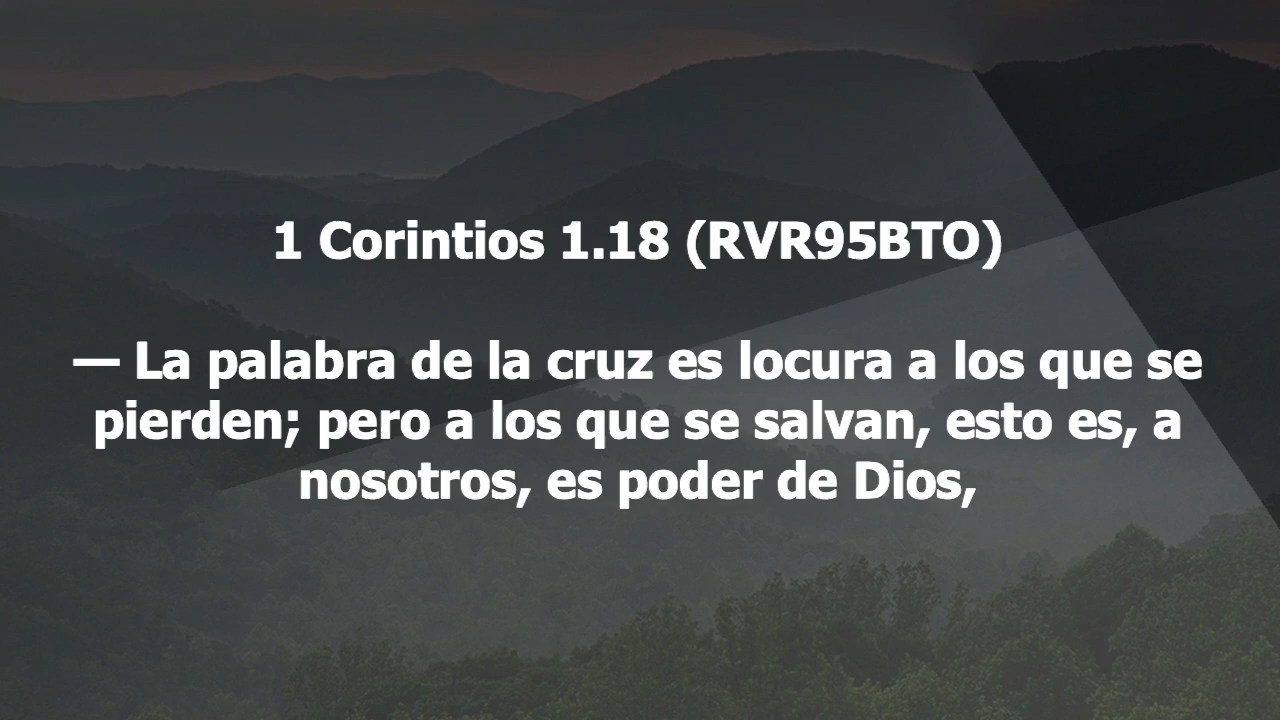 1 Corintios 1.18 (RVR95BTO)
— La palabra de la cruz es locura a los que se
pierden; pero a los que se salvan, esto es, a
nosotros, es poder de Dios,